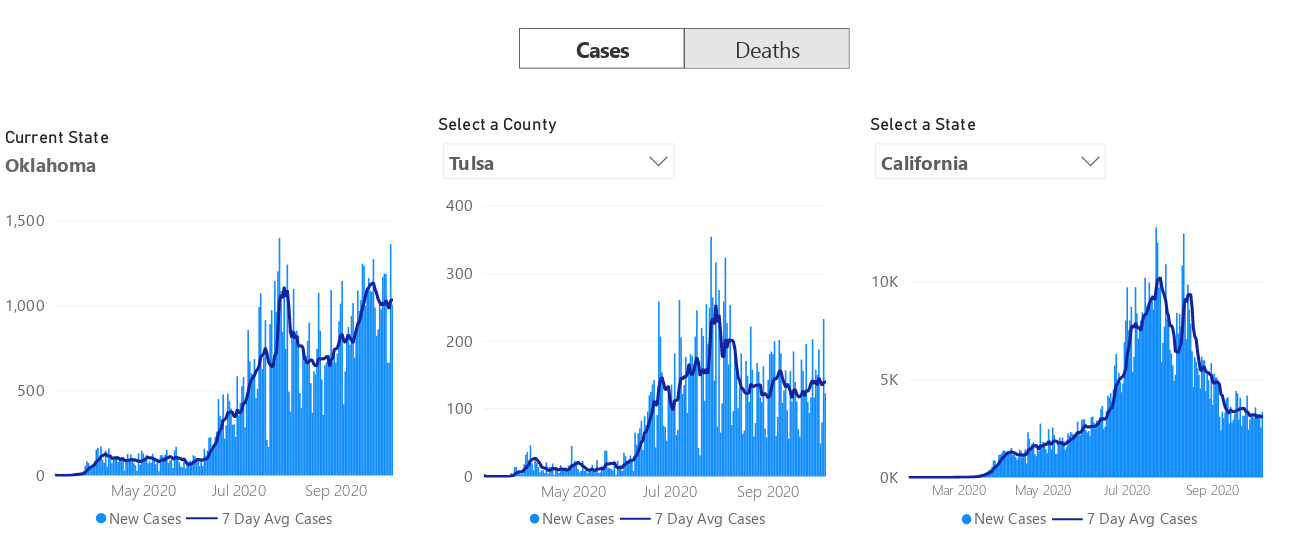 Cases Deaths
Current State
Oklahoma
1,500
1,000
500
0
May 2020 Jul 2020 Sep 2020
New Cases 7 Day Avg Cases
Select a County
Tulsa
400
300
200
100
0
May 2020 Jul 2020 Sep 2020
New Cases 7 Day Avg Cases
Select a State
California
10K
5K
0K
Mar 2020 May 2020 Jul 2020 Sep 2020
New Cases 7 Day Avg Cases